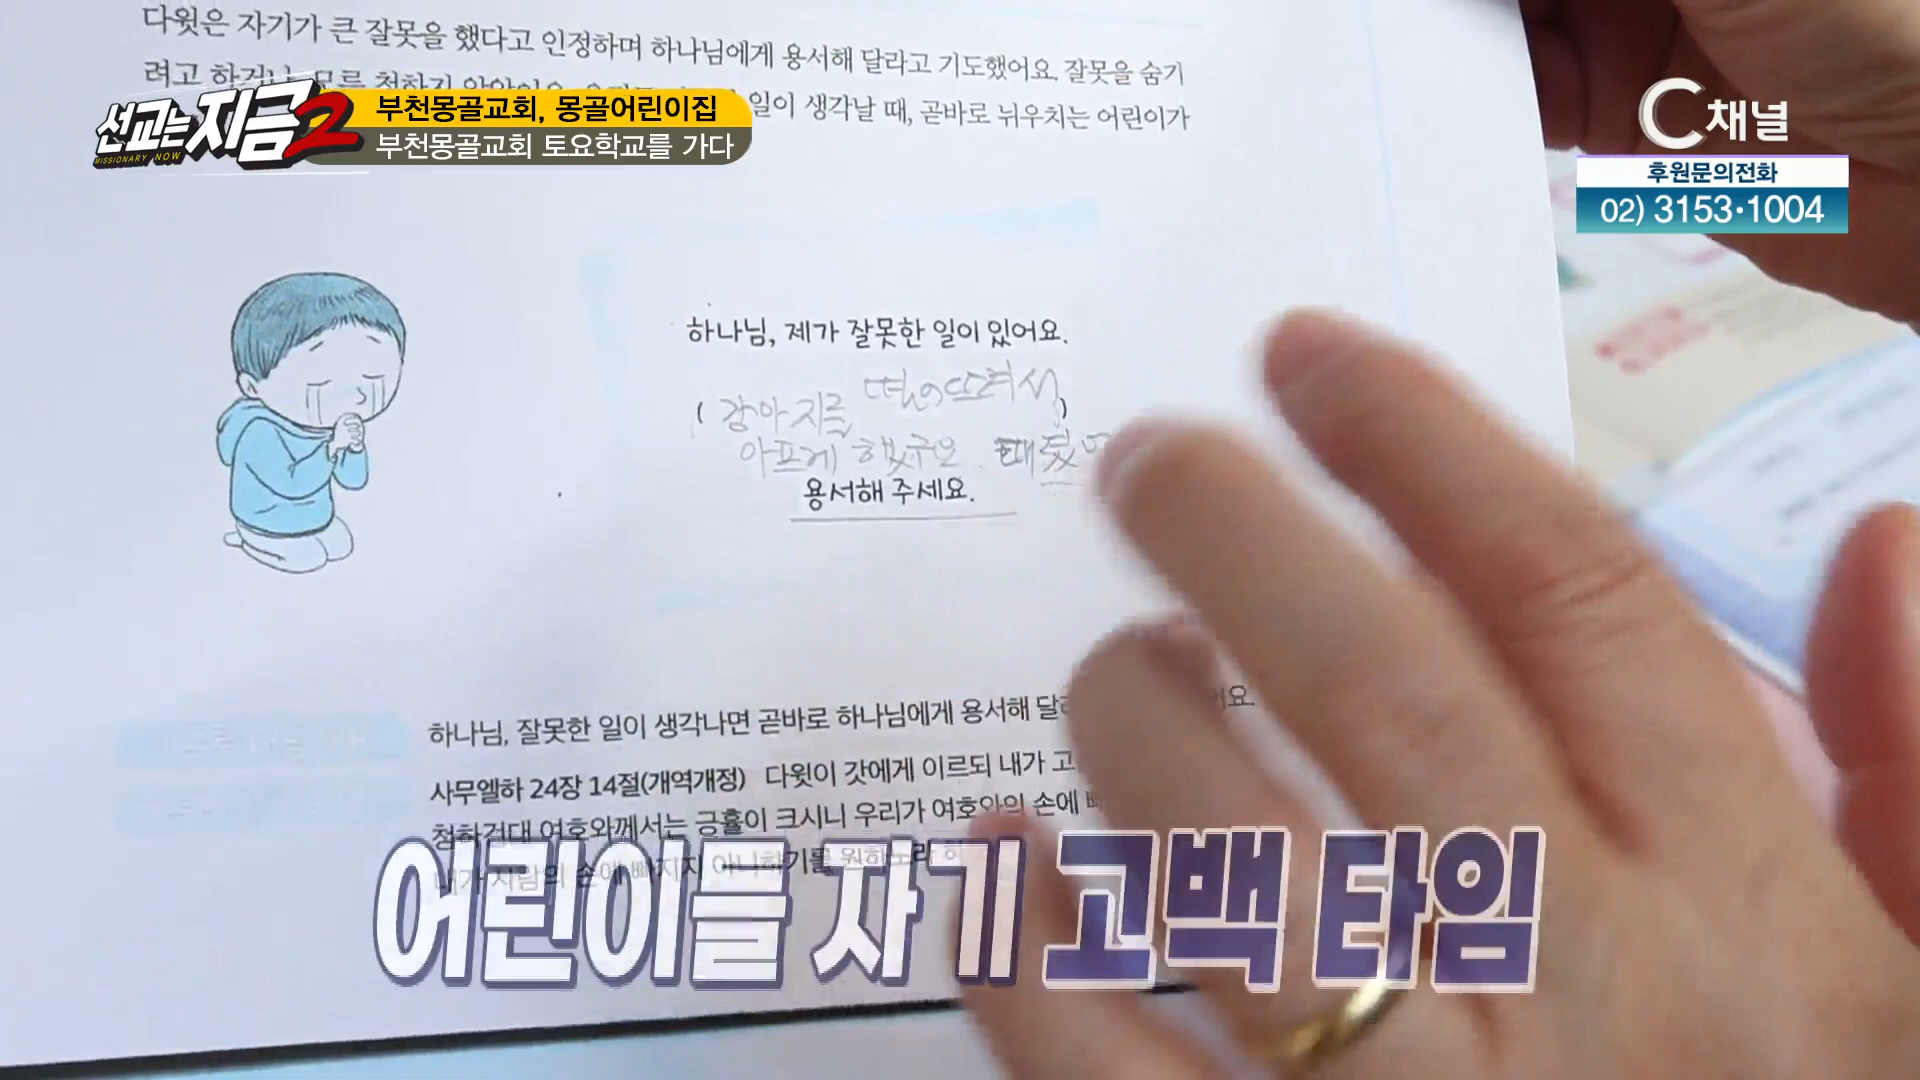 다윗은 자기가 큰 잘못을 했다고 인정하며 하나님에게 용서해 달라고 기도했어요. 잘못을 숨기
려고 일이 생각날 때, 곧바로 뉘우치는 어린이가
선교는 지금2
MISSIONARY NOW
부천몽골교회, 몽골어린이집
부천몽골교회 토요학교를 가다
C채널
후원문의전화
02) 3153·1004
하나님, 제가 잘못한 일이 있어요.
( 강아지를 떨어뜨려서 )
아프게 했구요
용서해 주세요.
하나님, 잘못한 일이 생각나면 곧바로 하나님에게 용서해
사무엘하 24장 14절(개역개정) 다윗이 갓에게 이르되 내가
청하건대 여호와께서는 긍휼이 크시니 우리가 여호와의 손에
어린이들 자기 고백 타임